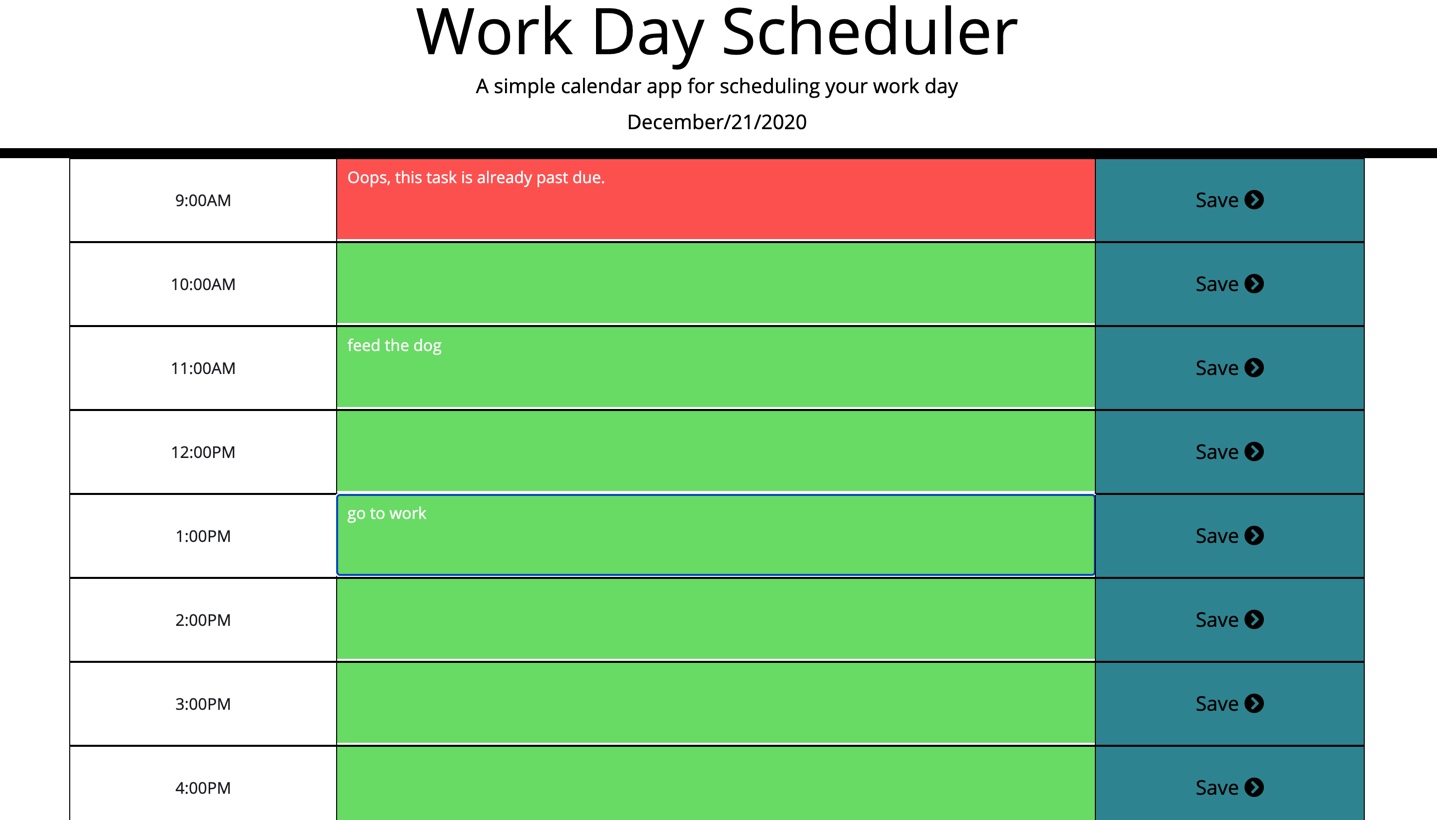 Work Day Scheduler
A simple calendar app for scheduling your work day
December/21/2020
9:00AM Oops, this task is already past due. Save
10:00AM Save
11:00AM feed the dog Save
12:00PM Save
1:00PM go to work Save
2:00PM Save
3:00PM Save
4:00PM Save